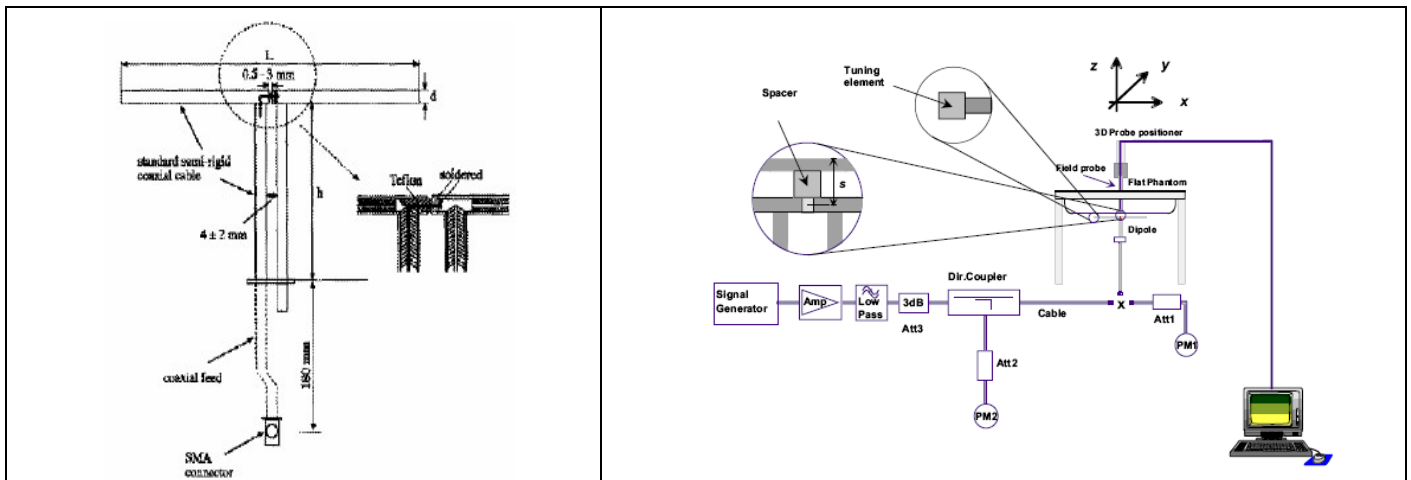 L
0.5 - 3 mm
d
standard semi-rigid
coaxial cable
h
Teflon
soldered
4 ± 2 mm
180 mm
coaxial feed
SMA
connector
Tuning
element
Spacer
s
z
y
x
3D Probe positioner
Field probe
Flat Phantom
Dipole
Signal
Generator
Amp
Low
Pass
3dB
Att3
Dir.Coupler
Cable
x
Att1
PM1
Att2
PM2